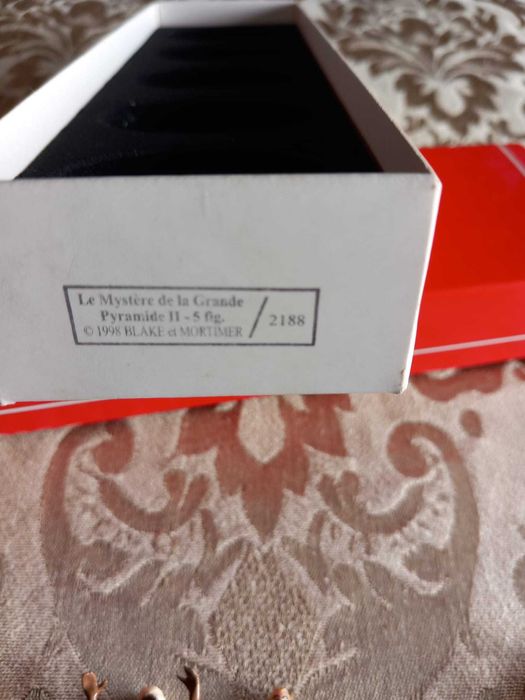 Le Mystère de la Grande
Pyramide II - 5 fig.
© 1998 BLAKE et MORTIMER / 2188